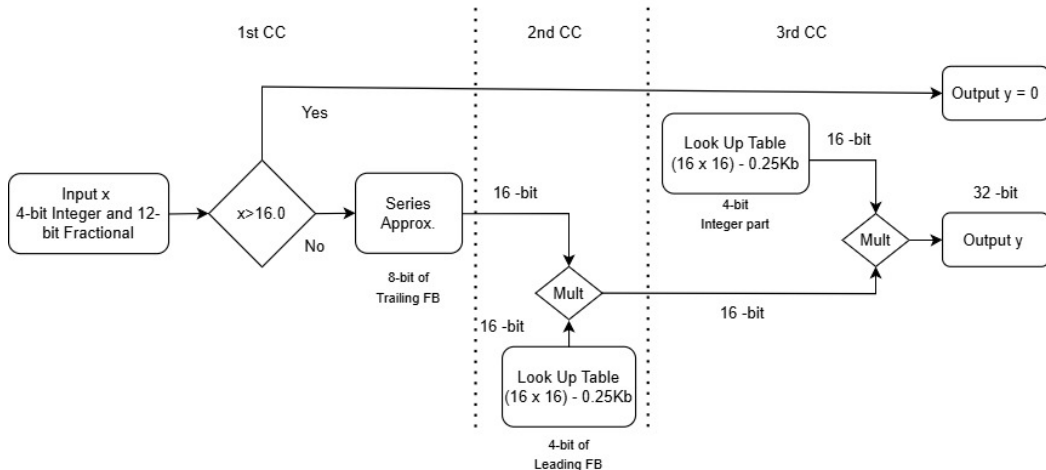 1st CC
2nd CC
3rd CC
Yes
Output y = 0
Input x
4-bit Integer and 12-
bit Fractional
x>16.0
No
Series
Approx.
8-bit of
Trailing FB
16 -bit
Mult
16 -bit
Look Up Table
(16 x 16) - 0.25Kb
4-bit of
Leading FB
16 -bit
Look Up Table
(16 x 16) - 0.25Kb
4-bit
Integer part
16 -bit
Mult
32 -bit
Output y